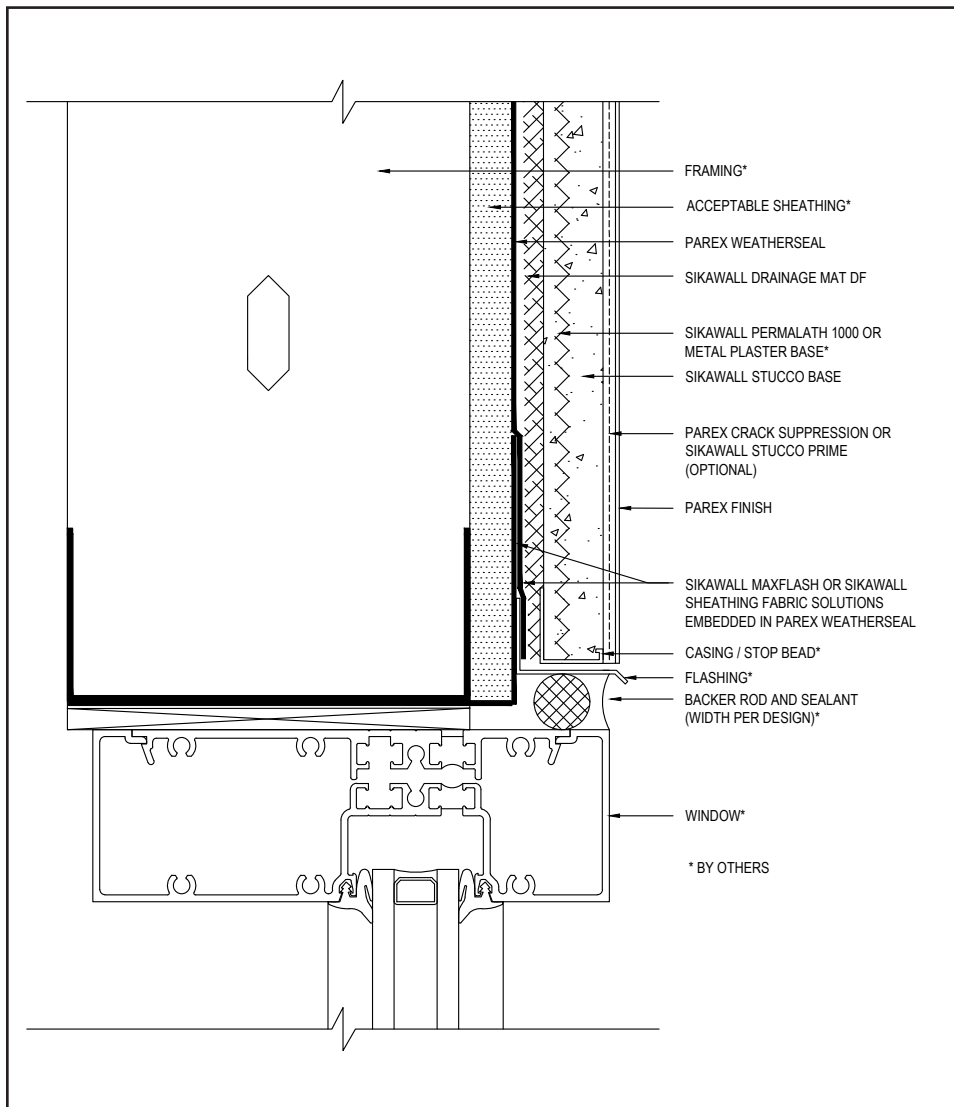 FRAMING*
ACCEPTABLE SHEATHING*
PAREX WEATHERSEAL
SIKAWALL DRAINAGE MAT DF
SIKAWALL PERMALATH 1000 OR
METAL PLASTER BASE*
SIKAWALL STUCCO BASE
PAREX CRACK SUPPRESSION OR
SIKAWALL STUCCO PRIME
(OPTIONAL)
PAREX FINISH
SIKAWALL MAXFLASH OR SIKAWALL
SHEATHING FABRIC SOLUTIONS
EMBEDDED IN PAREX WEATHERSEAL
CASING / STOP BEAD*
FLASHING*
BACKER ROD AND SEALANT
(WIDTH PER DESIGN)*
WINDOW*
* BY OTHERS